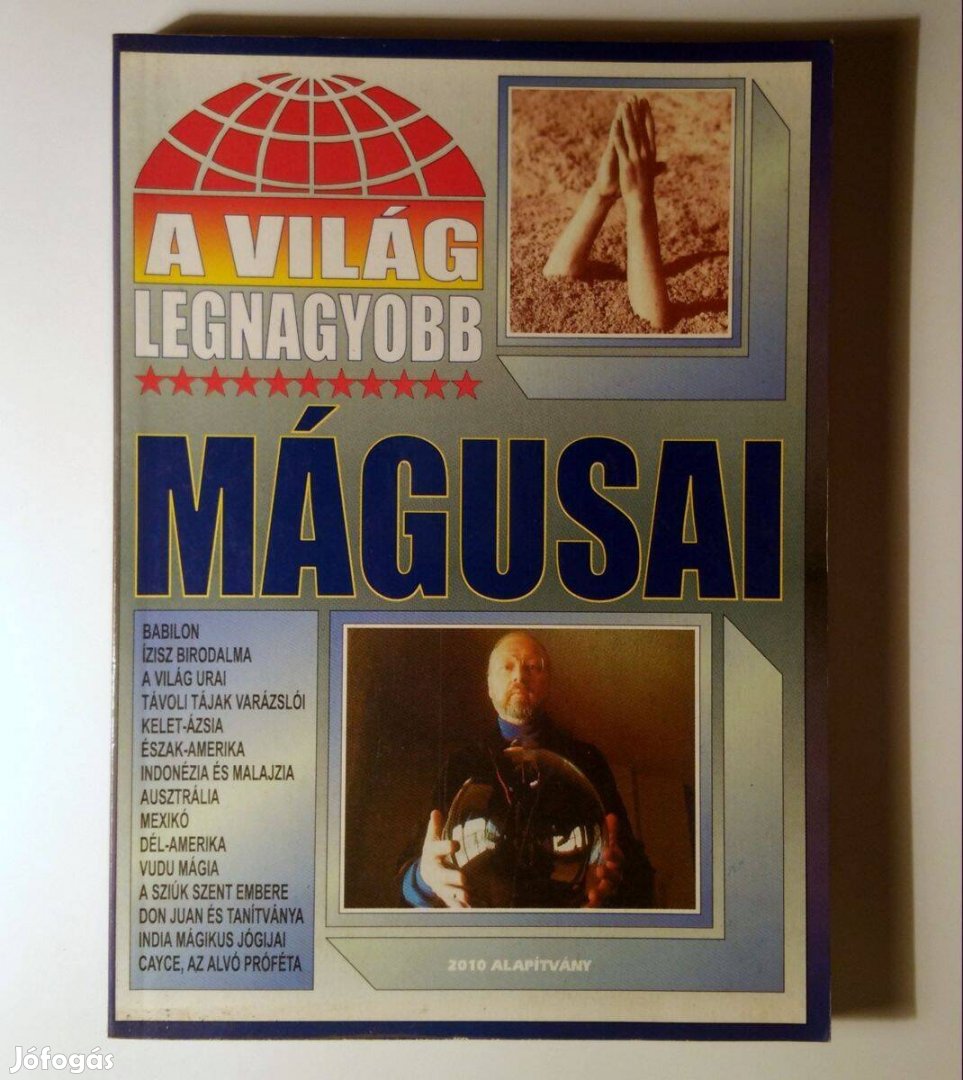 A VILÁG
LEGNAGYOBB
MÁGUSAI
BABILON
ÍZISZ BIRODALMA
A VILÁG URAI
TÁVOLI TÁJAK VARÁZSLÓI
KELET-ÁZSIA
ÉSZAK-AMERIKA
INDONÉZIA ÉS MALAJZIA
AUSZTRÁLIA
MEXIKÓ
DÉL-AMERIKA
VUDU MÁGIA
A SZIÚK SZENT EMBERE
DON JUAN ÉS TANÍTVÁNYA
INDIA MÁGIKUS JÓGIJAI
CAYCE, AZ ALVÓ PRÓFÉTA
2010 ALAPÍTVÁNY
Jófogás